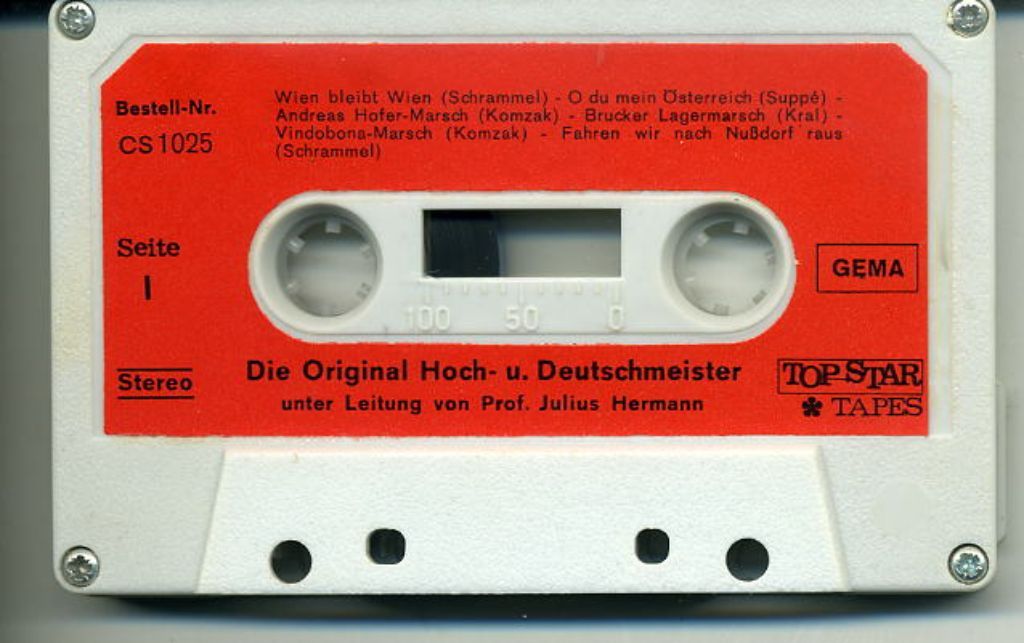 Bestell-Nr.
CS 1025
Wien bleibt Wien (Schrammel) - O du mein Österreich (Suppé) -
Andreas Hofer-Marsch (Komzak) - Brucker Lagermarsch (Kral) -
Vindobona-Marsch (Komzak) - Fahren wir nach Nußdorf raus
(Schrammel)
Seite
I
GEMA
100 50 0
Stereo
Die Original Hoch- u. Deutschmeister
unter Leitung von Prof. Julius Hermann
TOP-STAR
TAPES